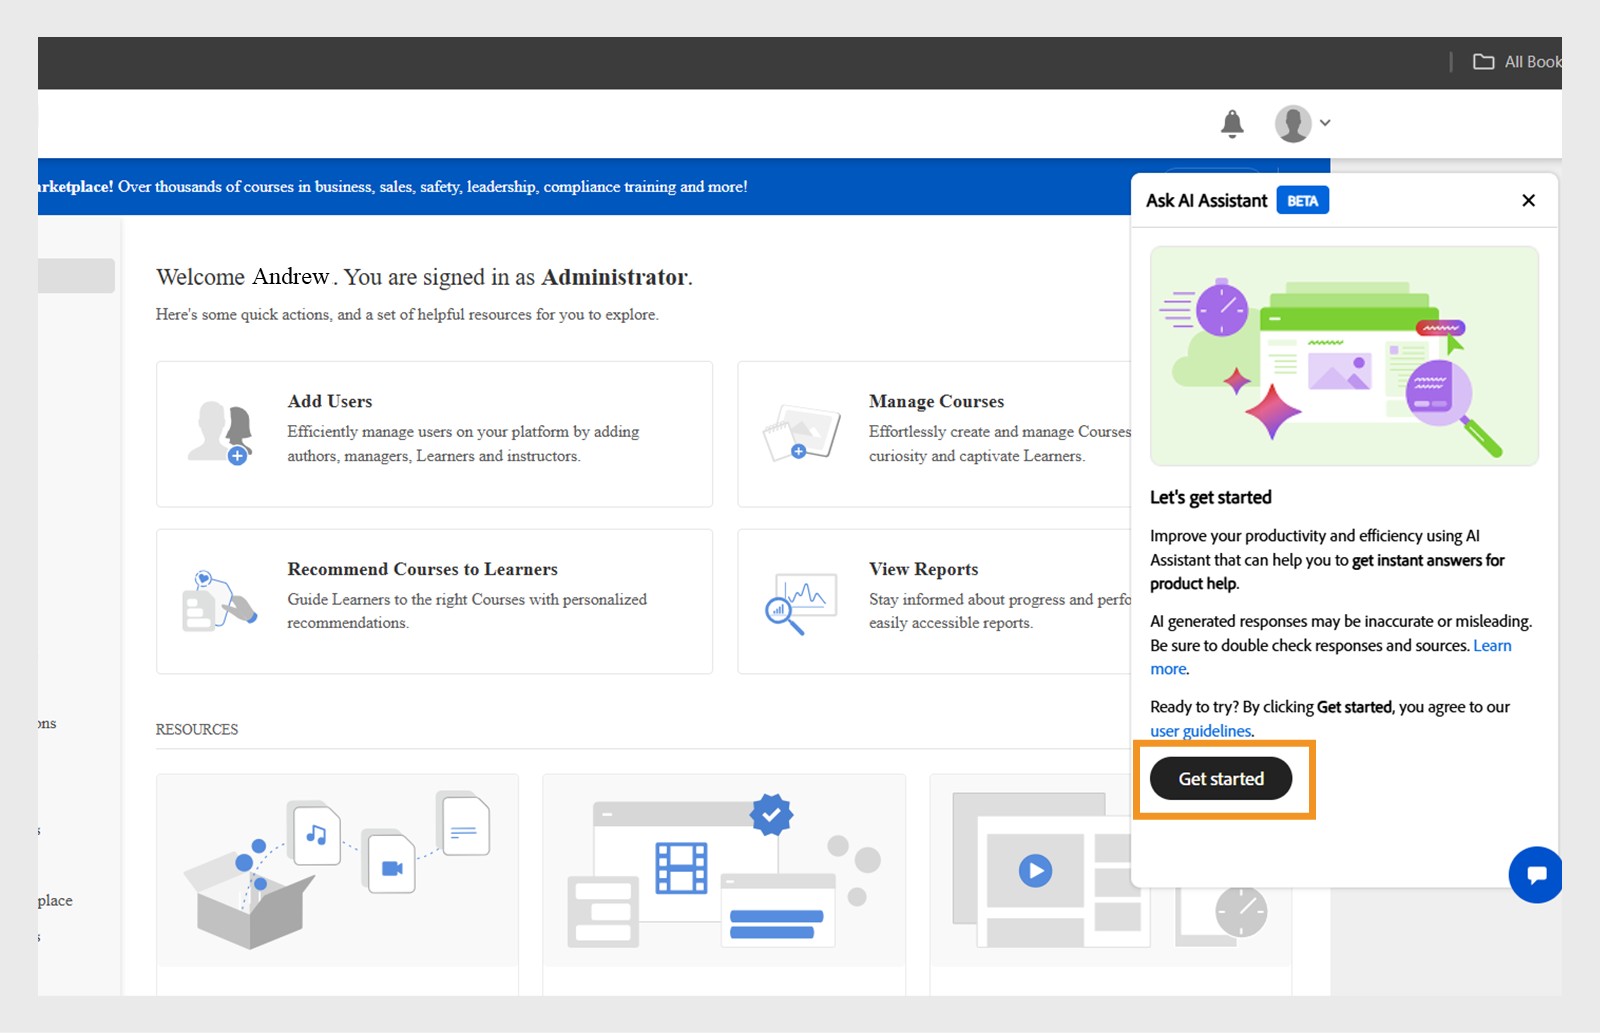 All Book
rketplace! Over thousands of courses in business, sales, safety, leadership, compliance training and more!
Welcome Andrew. You are signed in as Administrator.
Here's some quick actions, and a set of helpful resources for you to explore.
Add Users
Efficiently manage users on your platform by adding
authors, managers, Learners and instructors.
Manage Courses
Effortlessly create and manage Courses
curiosity and captivate Learners.
Recommend Courses to Learners
Guide Learners to the right Courses with personalized
recommendations.
View Reports
Stay informed about progress and perfo
easily accessible reports.
ons
RESOURCES
s
place
s
Ask AI Assistant BETA
Let's get started
Improve your productivity and efficiency using AI
Assistant that can help you to get instant answers for
product help.
AI generated responses may be inaccurate or misleading.
Be sure to double check responses and sources. Learn
more.
Ready to try? By clicking Get started, you agree to our
user guidelines.
Get started